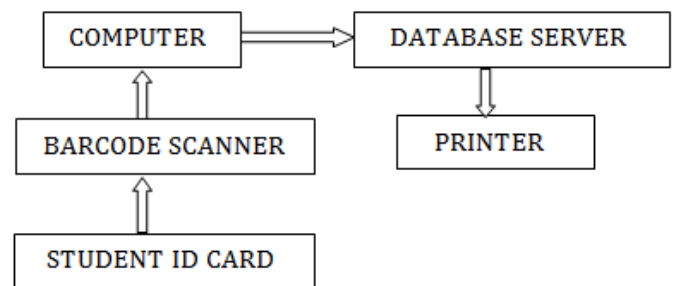 COMPUTER
DATABASE SERVER
BARCODE SCANNER
PRINTER
STUDENT ID CARD